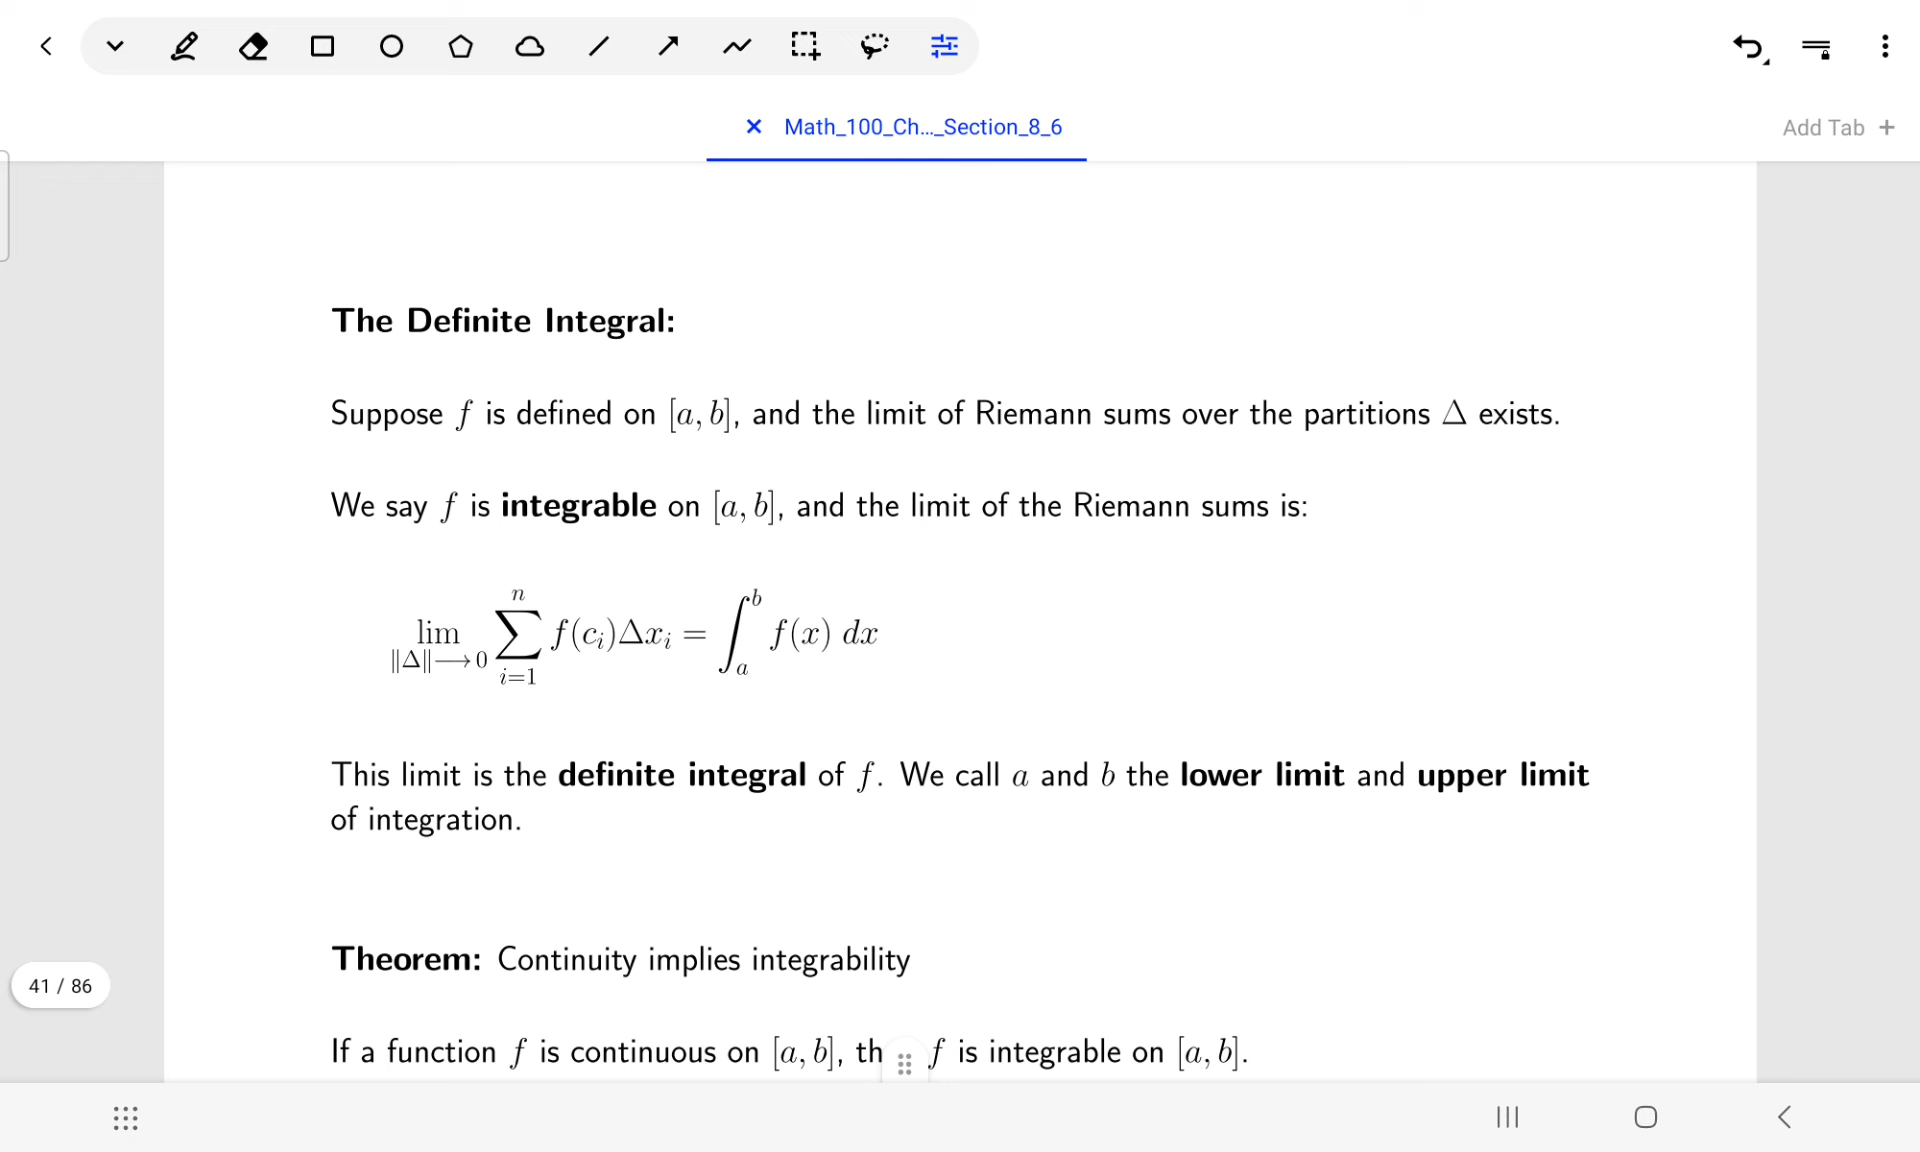 Math_100_Ch..._Section_8_6
Add Tab +
The Definite Integral:
Suppose f is defined on [a, b], and the limit of Riemann sums over the partitions Δ exists.
We say f is integrable on [a, b], and the limit of the Riemann sums is:
lim_{‖Δ‖⟶0} ∑_{i=1}^{n} f(c_i)Δx_i = ∫_a^b f(x) dx
This limit is the definite integral of f. We call a and b the lower limit and upper limit
of integration.
Theorem: Continuity implies integrability
41 / 86
If a function f is continuous on [a, b], th f is integrable on [a, b].